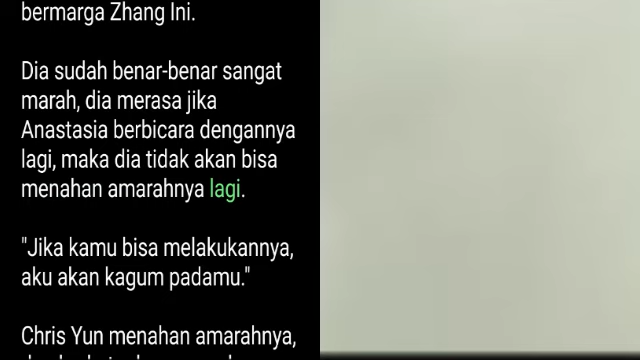 bermarga Zhang Ini.
Dia sudah benar-benar sangat
marah, dia merasa jika
Anastasia berbicara dengannya
lagi, maka dia tidak akan bisa
menahan amarahnya lagi.
"Jika kamu bisa melakukannya,
aku akan kagum padamu."
Chris Yun menahan amarahnya,